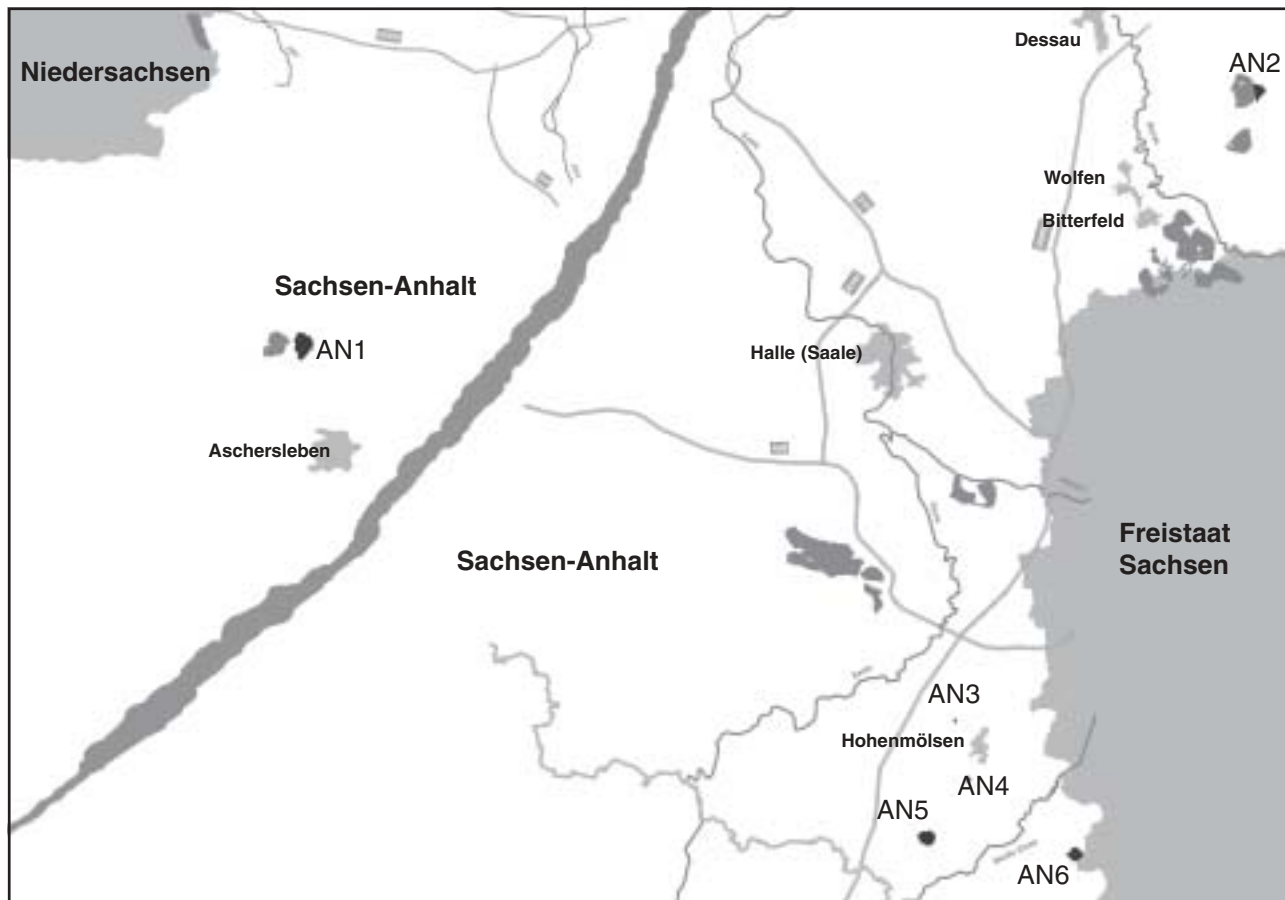 Dessau
Niedersachsen
AN2
Wolfen
Bitterfeld
Sachsen-Anhalt
AN1
Halle (Saale)
Aschersleben
Freistaat
Sachsen
Sachsen-Anhalt
AN3
Hohenmölsen
AN4
AN5
AN6